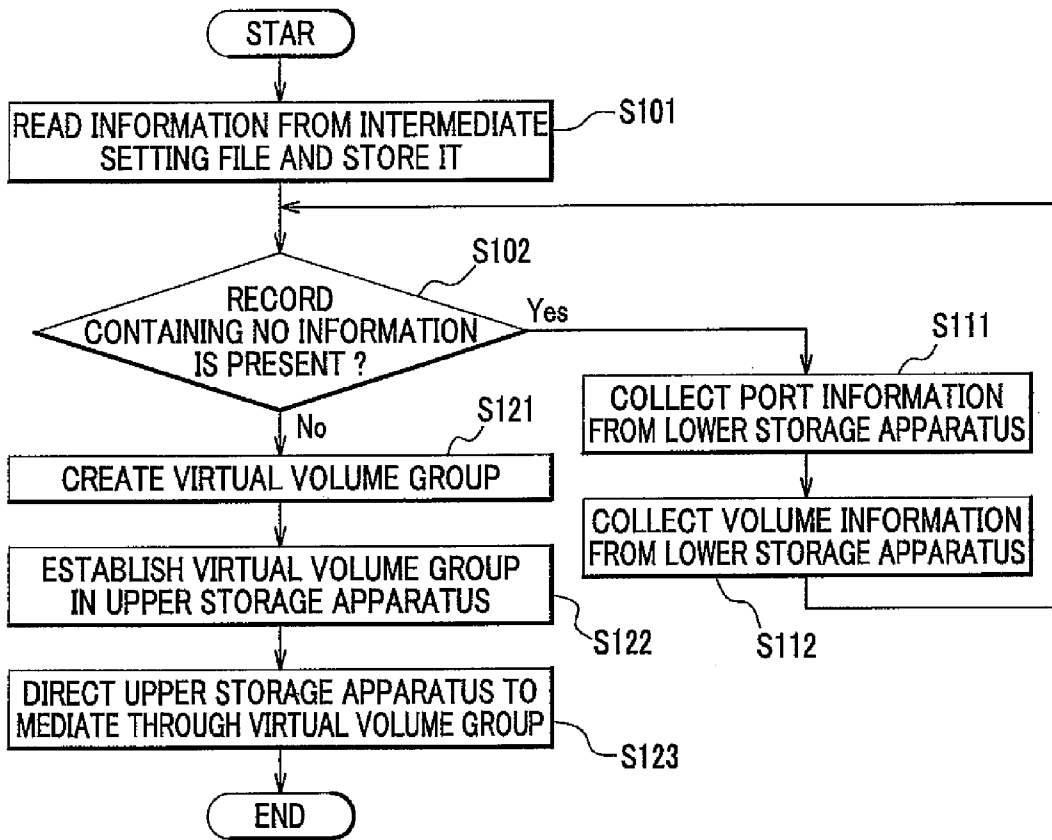 STAR
READ INFORMATION FROM INTERMEDIATE
SETTING FILE AND STORE IT
S101
RECORD
CONTAINING NO INFORMATION
IS PRESENT ?
S102
Yes
No
COLLECT PORT INFORMATION
FROM LOWER STORAGE APPARATUS
S111
COLLECT VOLUME INFORMATION
FROM LOWER STORAGE APPARATUS
S112
CREATE VIRTUAL VOLUME GROUP
S121
ESTABLISH VIRTUAL VOLUME GROUP
IN UPPER STORAGE APPARATUS
S122
DIRECT UPPER STORAGE APPARATUS TO
MEDIATE THROUGH VIRTUAL VOLUME GROUP
S123
END